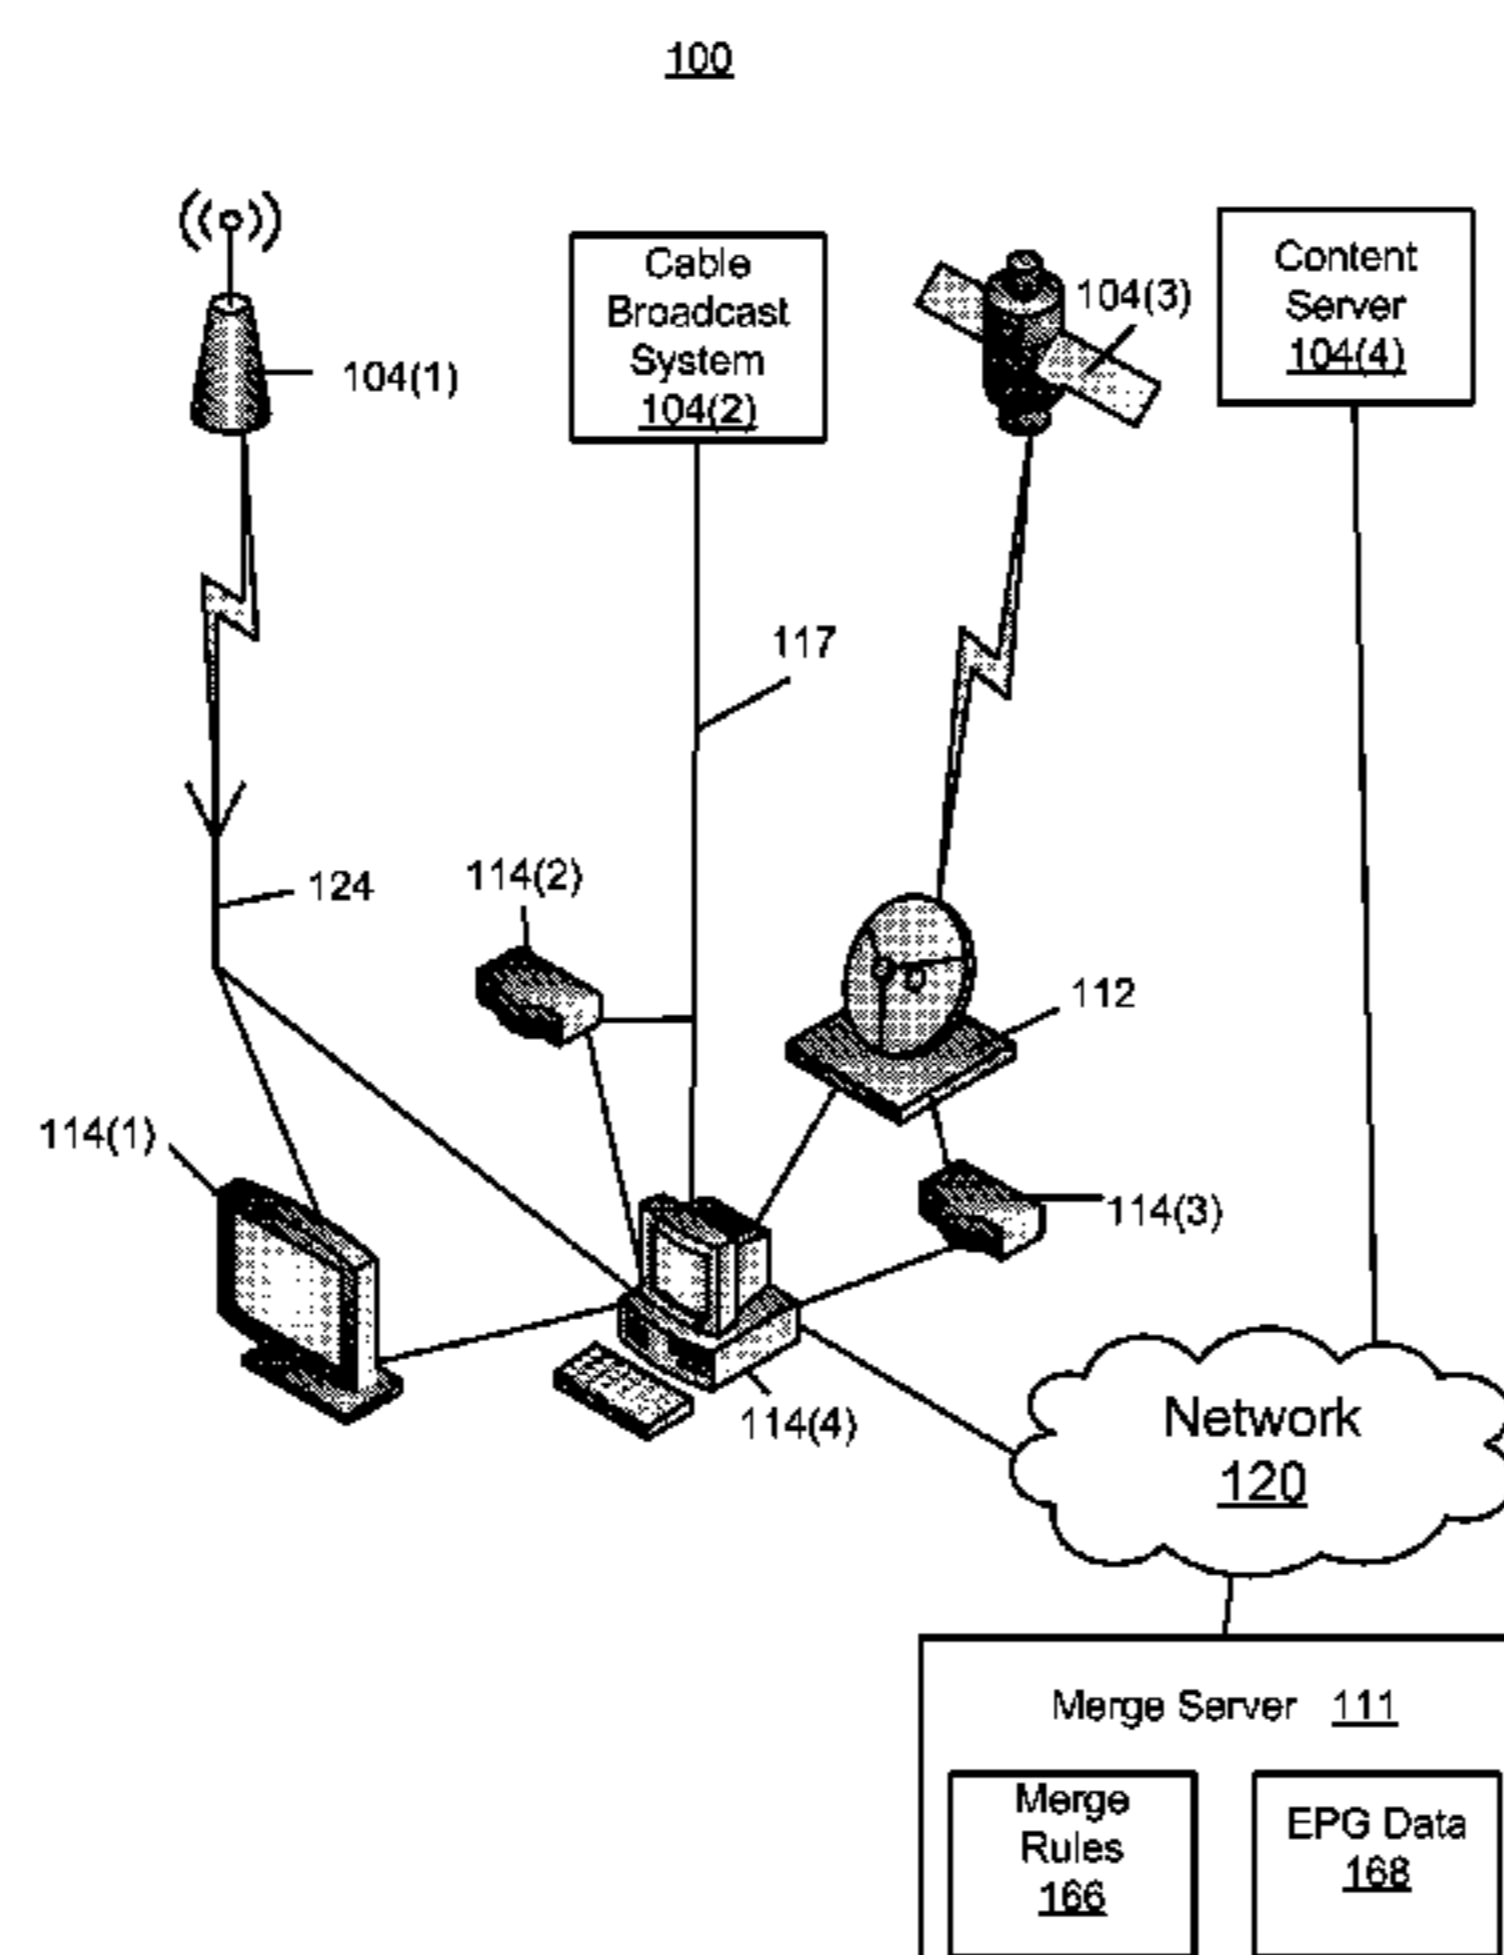 100
Cable
Broadcast
System
104(2)
104(1)
104(3)
Content
Server
104(4)
117
124
114(2)
112
114(1)
114(3)
114(4)
Network
120
Merge Server 111
Merge
Rules
166
EPG Data
168